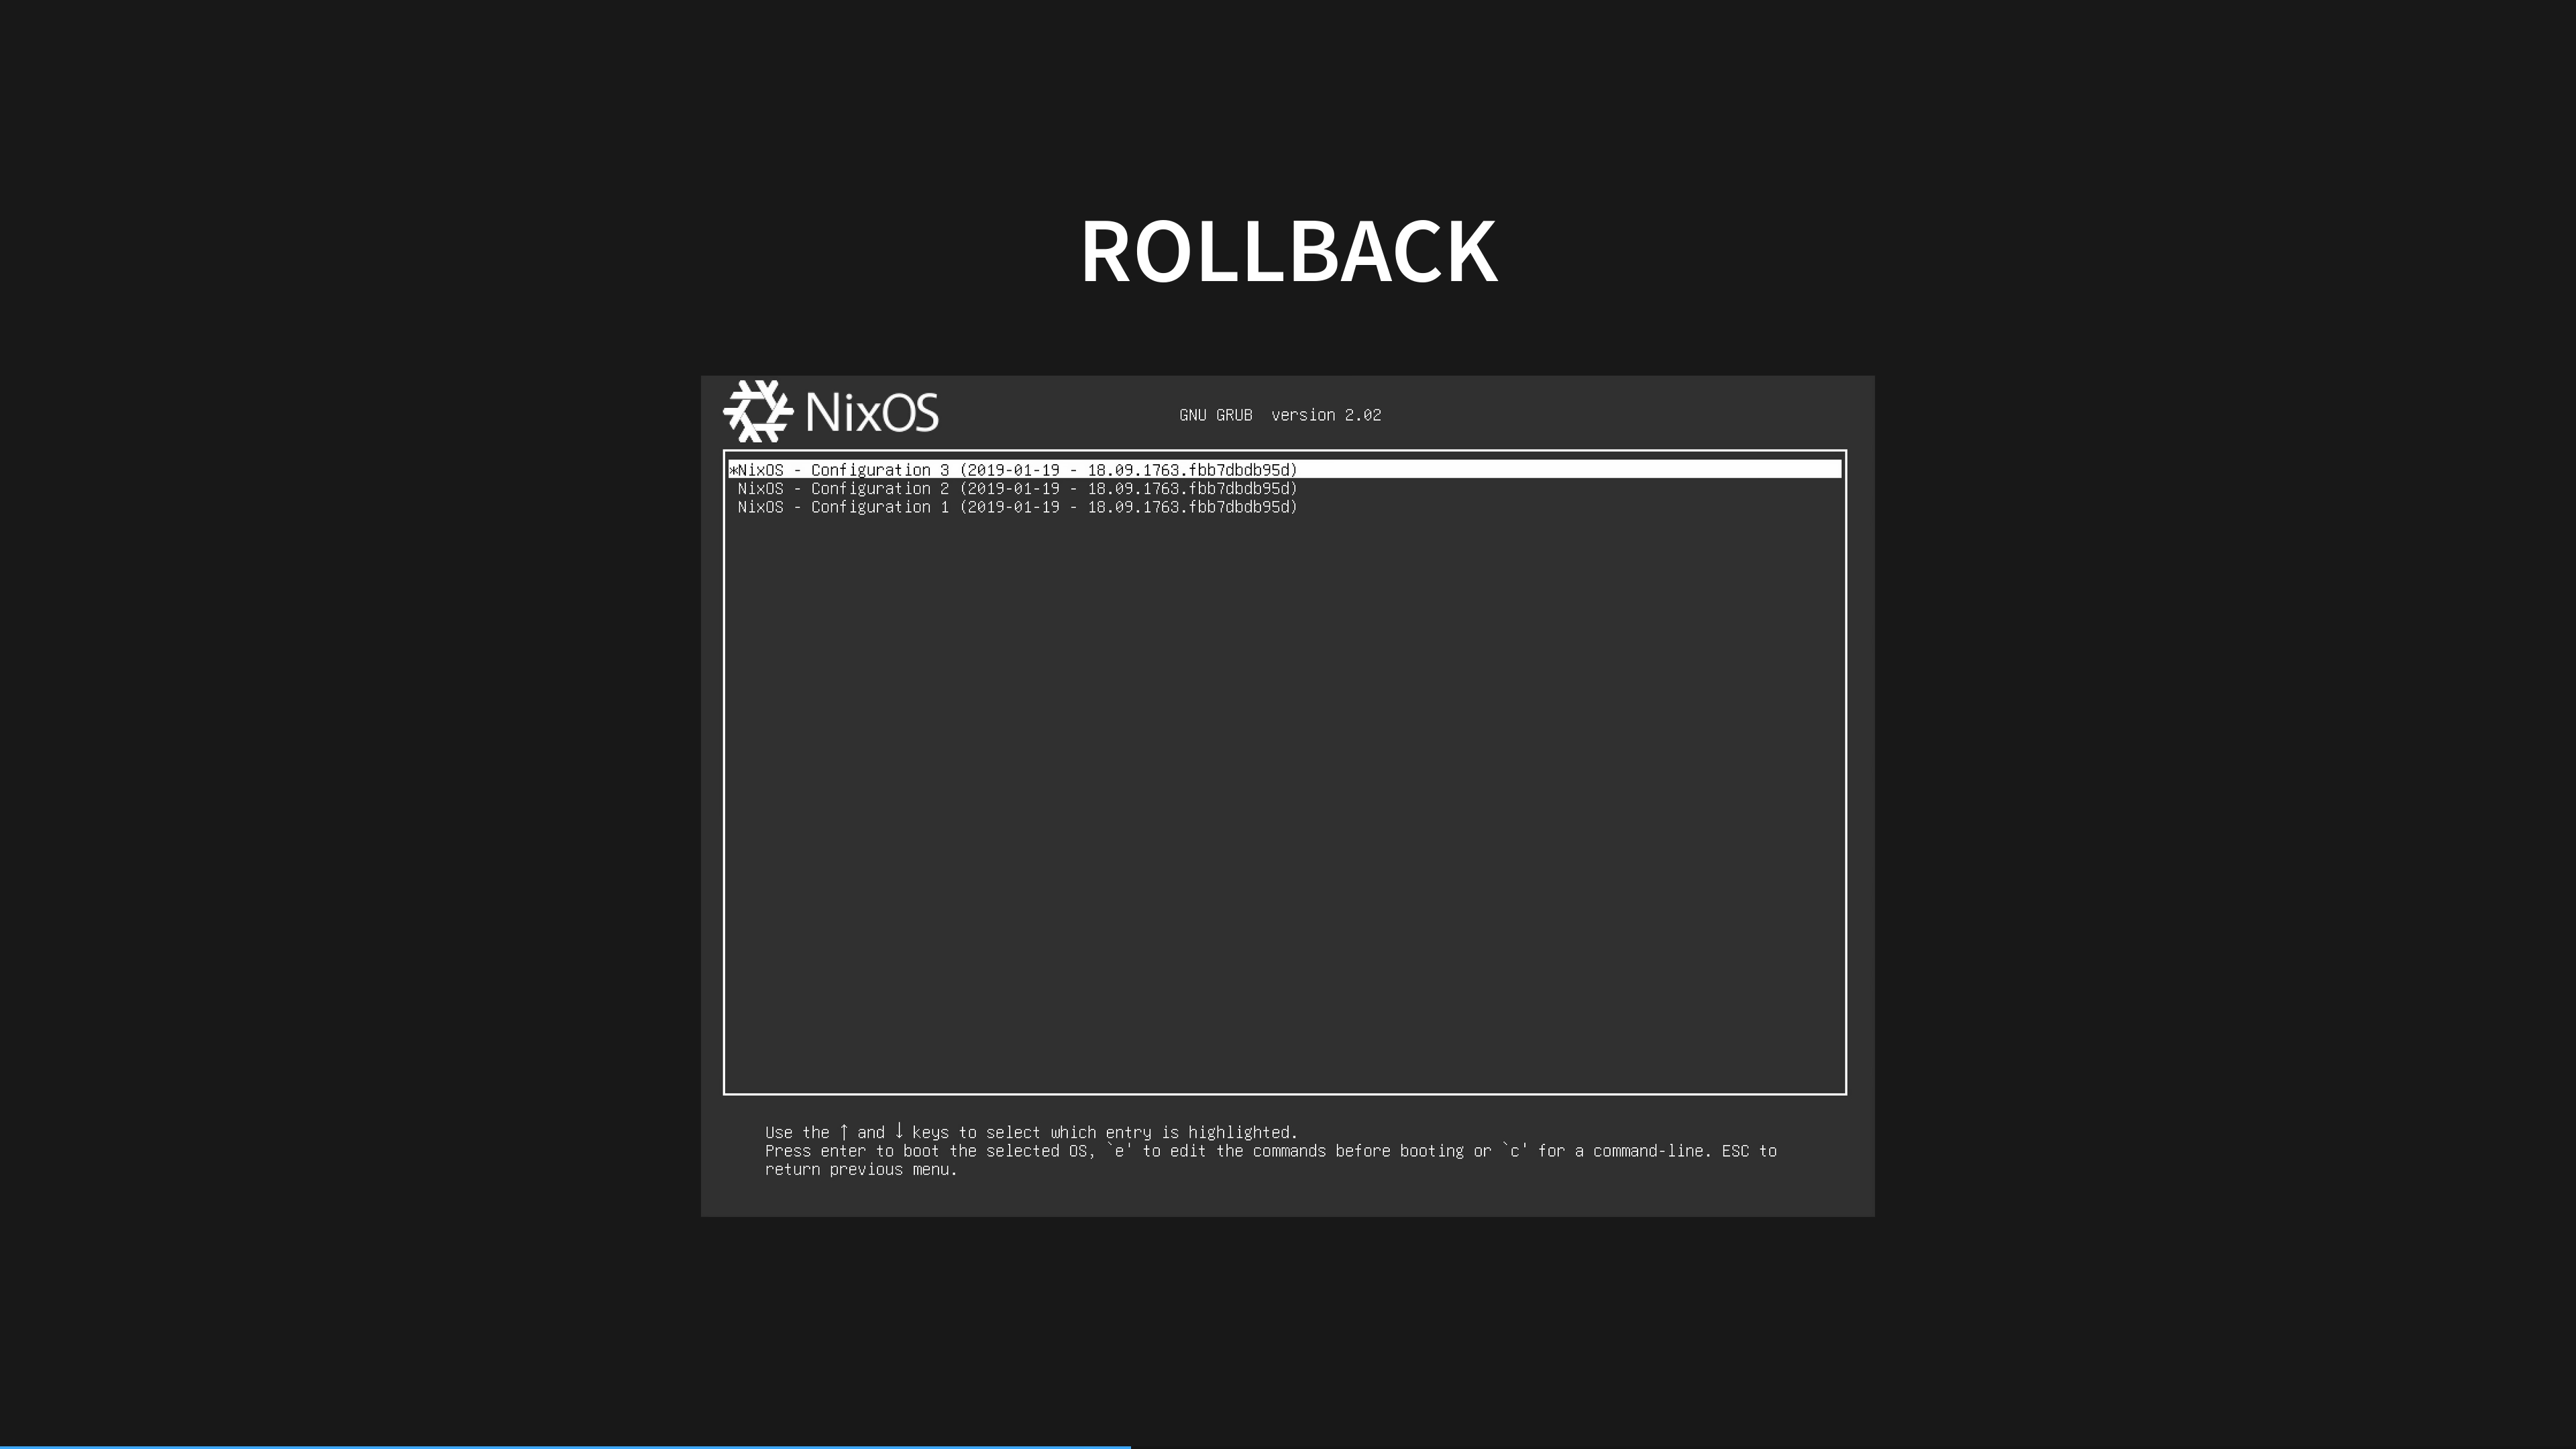 ROLLBACK
NixOS
GNU GRUB  version 2.02
*NixOS - Configuration 3 (2019-01-19 - 18.09.1763.fbb7dbdb95d)
NixOS - Configuration 2 (2019-01-19 - 18.09.1763.fbb7dbdb95d)
NixOS - Configuration 1 (2019-01-19 - 18.09.1763.fbb7dbdb95d)
Use the ↑ and ↓ keys to select which entry is highlighted.
Press enter to boot the selected OS, `e' to edit the commands before booting or `c' for a command-line. ESC to
return previous menu.